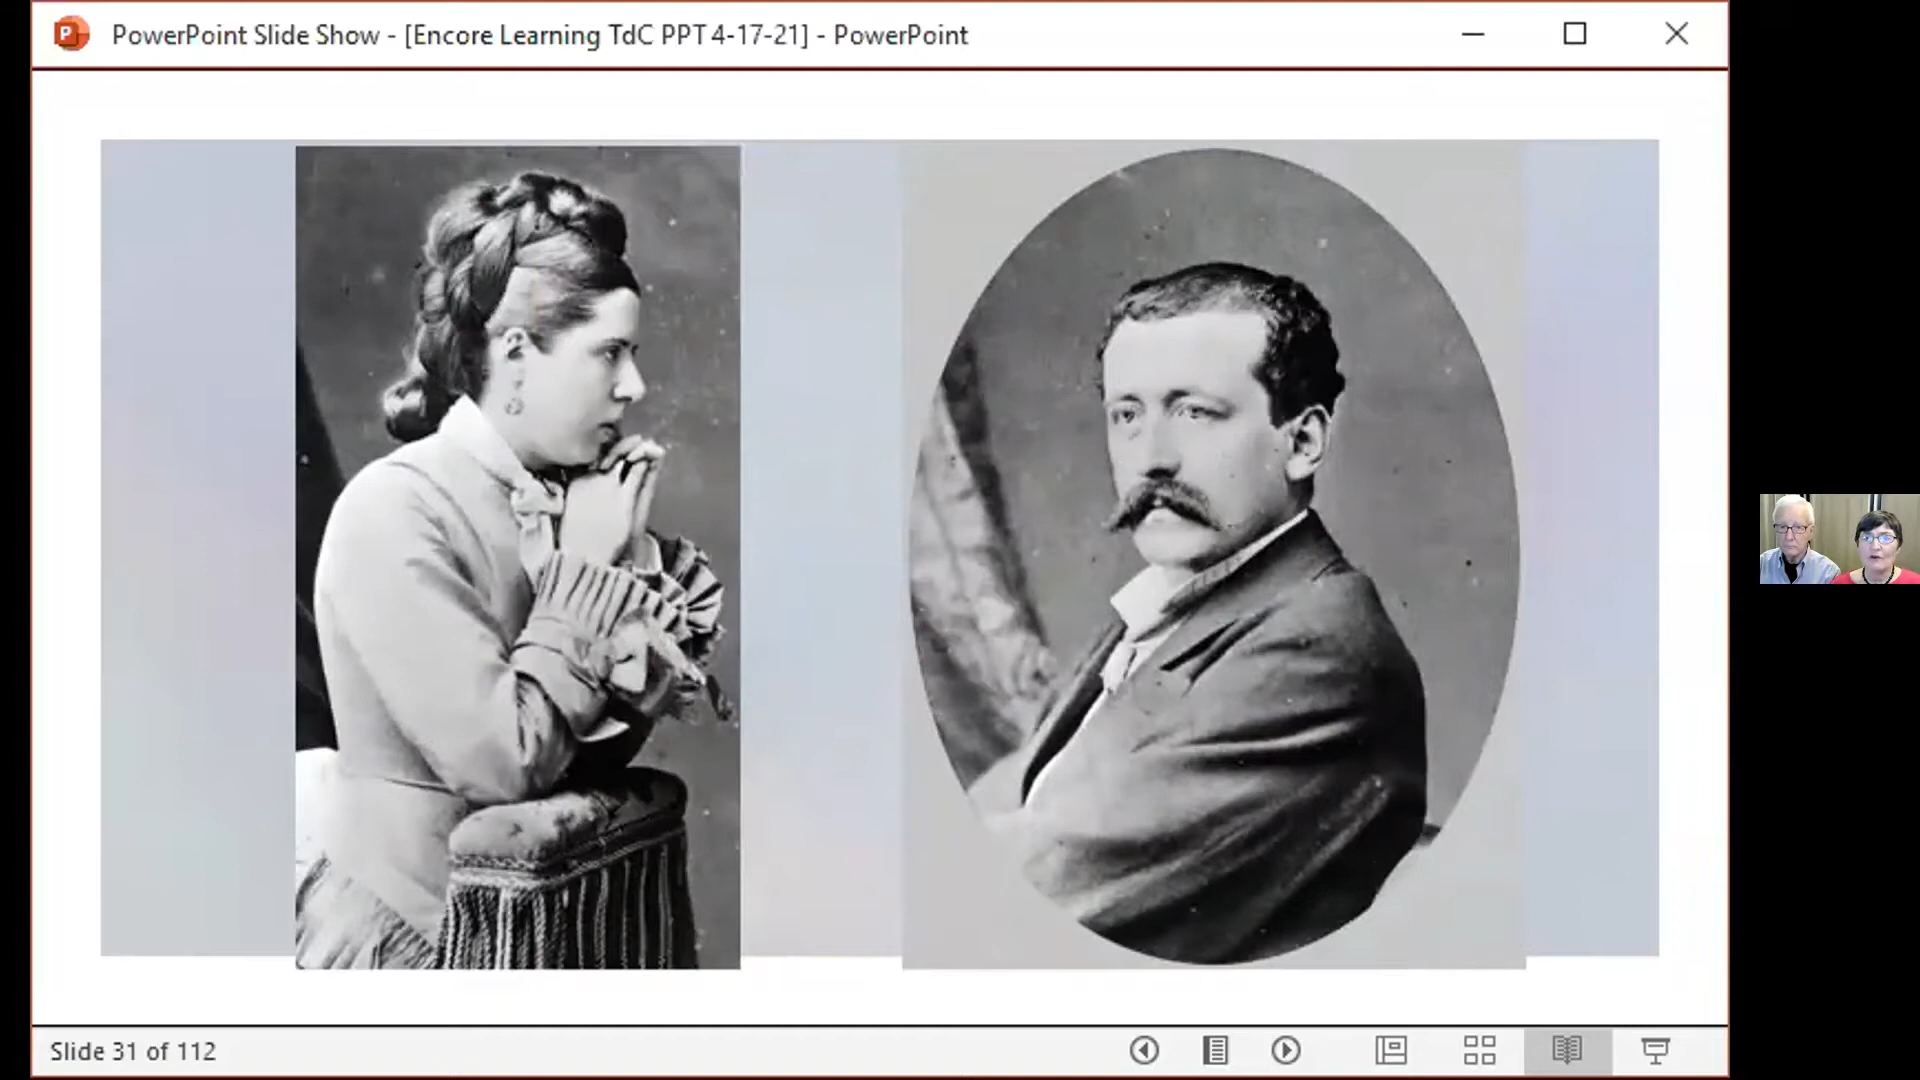 PowerPoint Slide Show - [Encore Learning TdC PPT 4-17-21] - PowerPoint
Slide 31 of 112